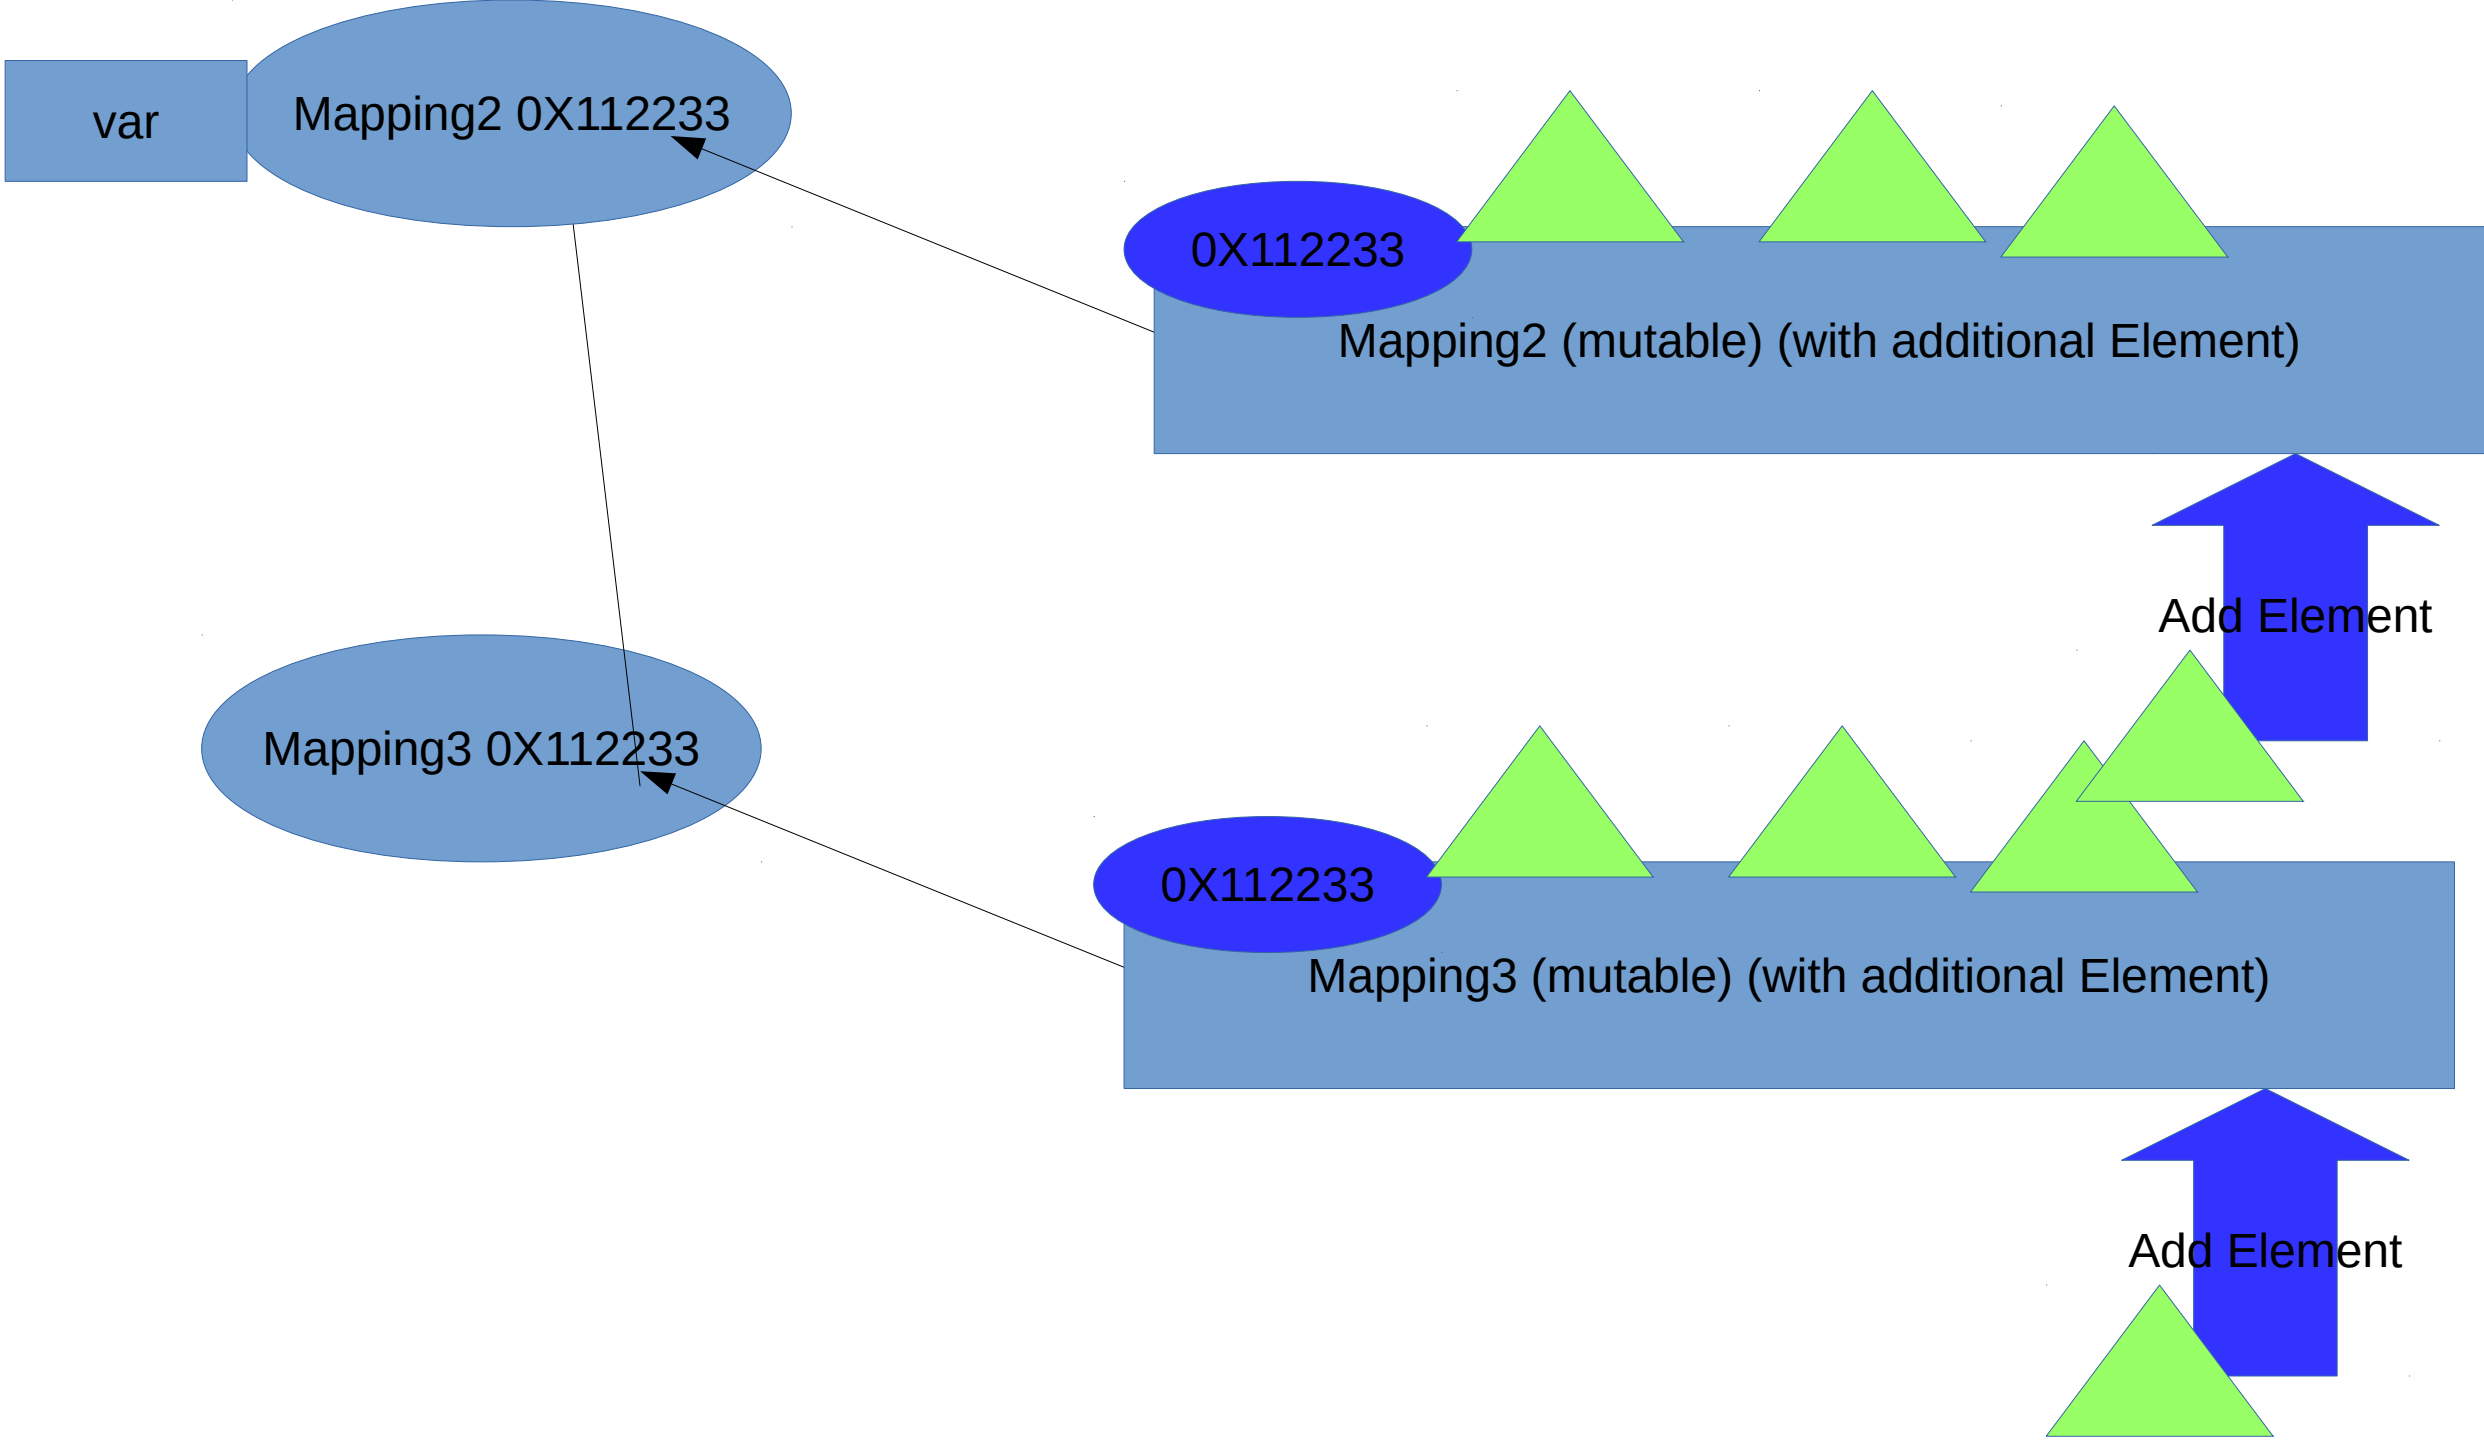 var
Mapping2 0X112233
0X112233
Mapping2 (mutable) (with additional Element)
Add Element
Mapping3 0X112233
0X112233
Mapping3 (mutable) (with additional Element)
Add Element